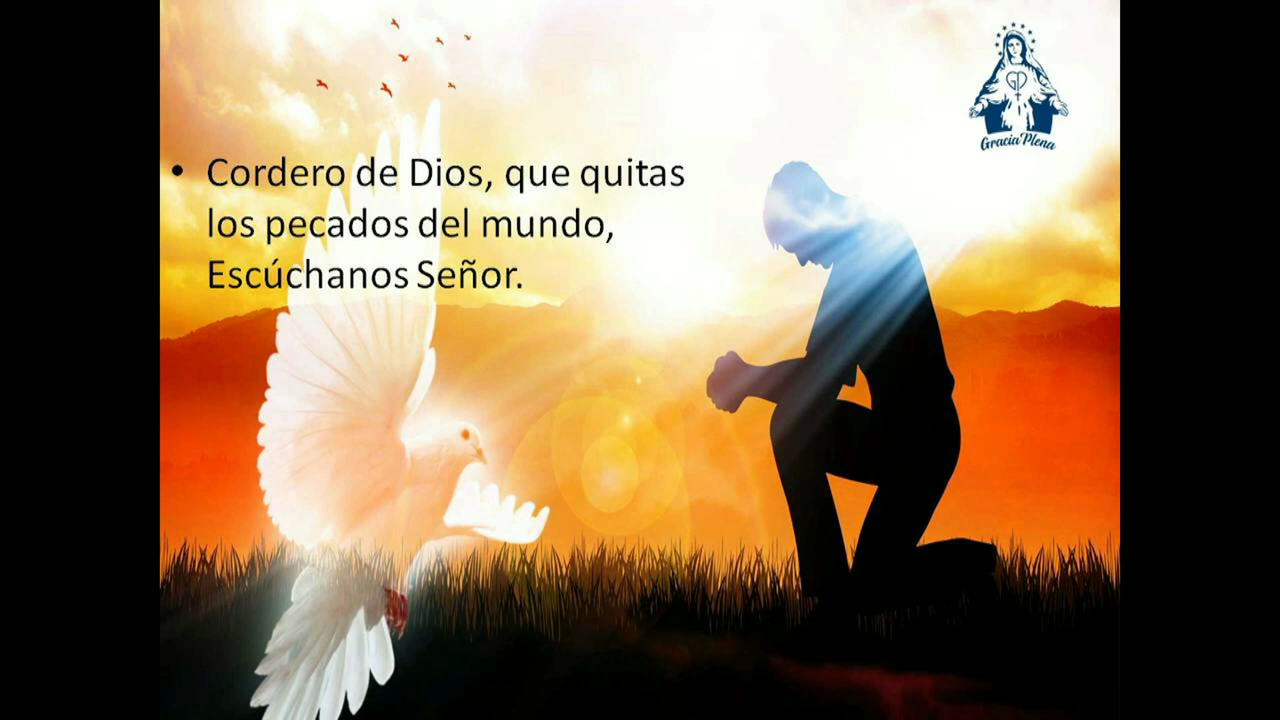 Gracia Plena
• Cordero de Dios, que quitas
los pecados del mundo,
Escúchanos Señor.